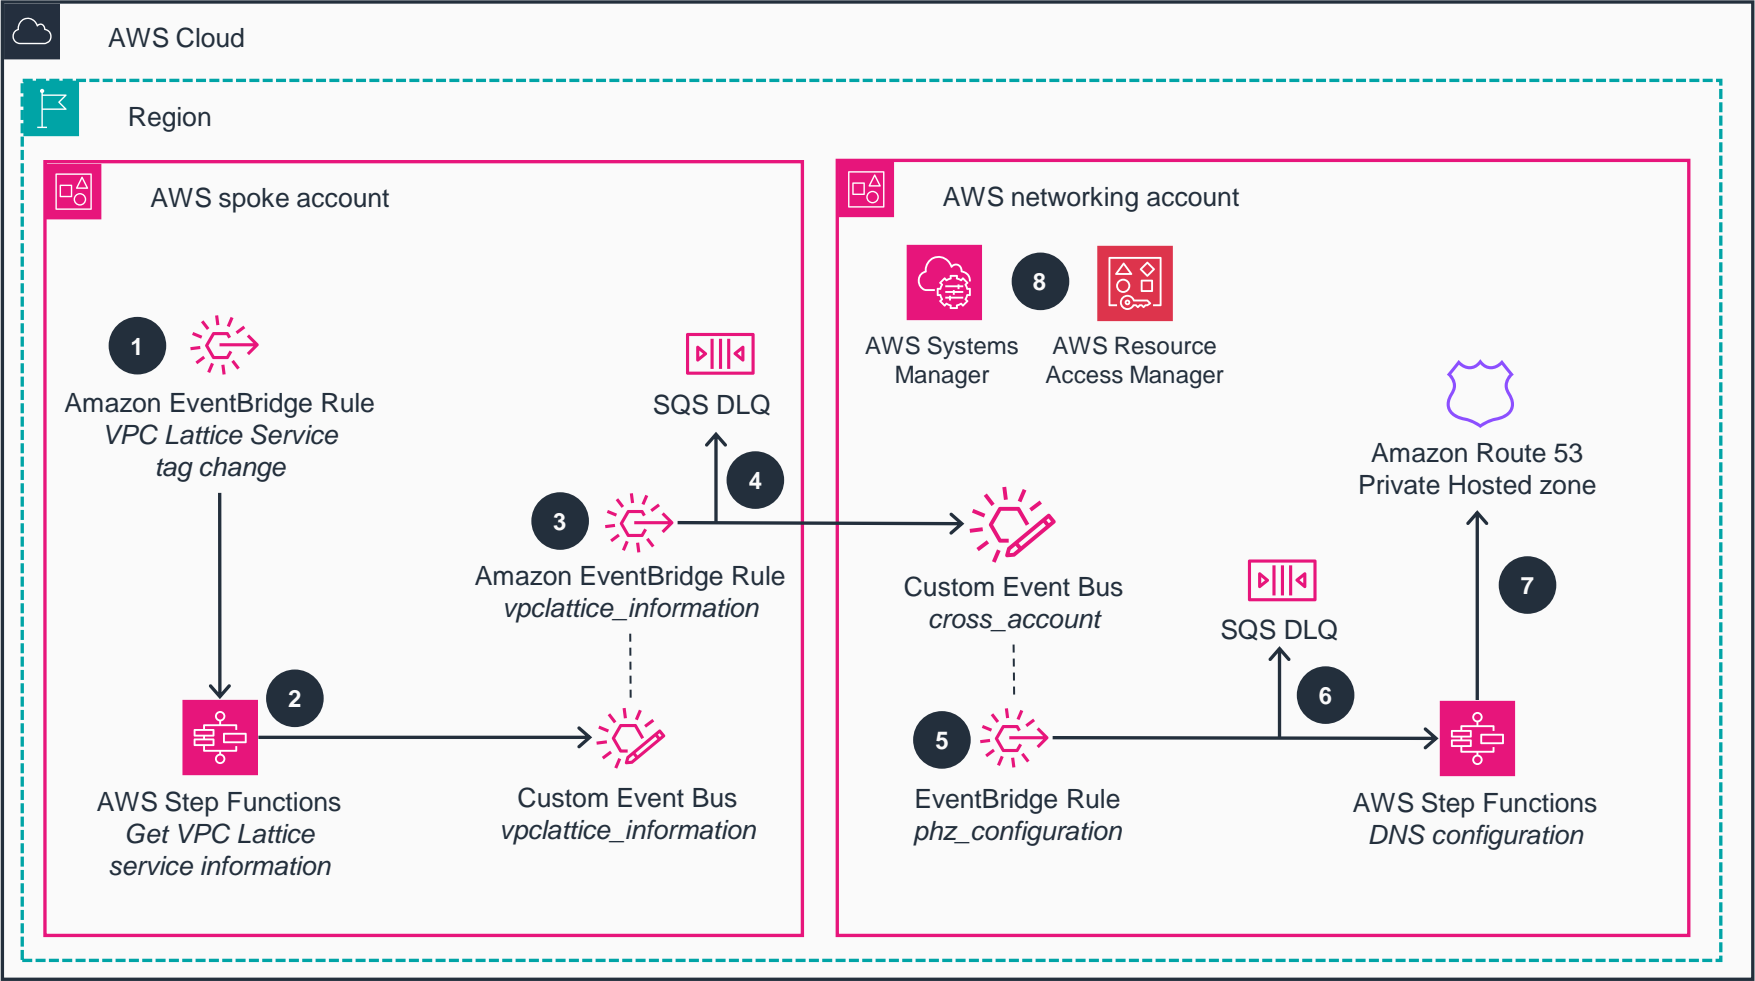 AWS Cloud
Region
AWS spoke account
1
Amazon EventBridge Rule
VPC Lattice Service
tag change
2
AWS Step Functions
Get VPC Lattice
service information
3
Amazon EventBridge Rule
vpclattice_information
SQS DLQ
4
Custom Event Bus
vpclattice_information
AWS networking account
AWS Systems
Manager
8
AWS Resource
Access Manager
Custom Event Bus
cross_account
5
EventBridge Rule
phz_configuration
SQS DLQ
6
AWS Step Functions
DNS configuration
7
Amazon Route 53
Private Hosted zone